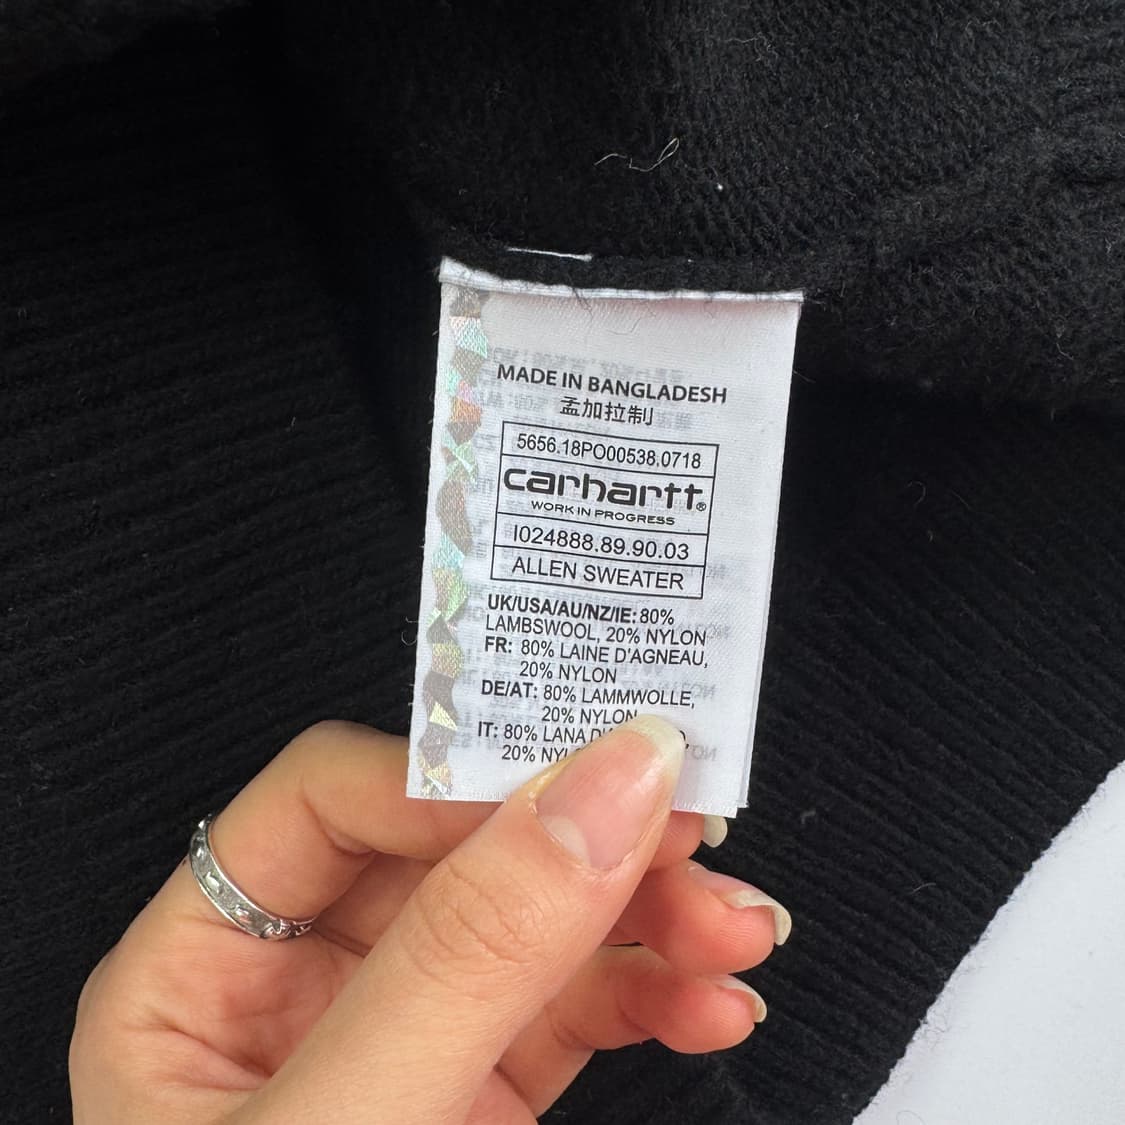 MADE IN BANGLADESH
孟加拉制
5656.18PO00538.0718
carhartt®
WORK IN PROGRESS
I024888.89.90.03
ALLEN SWEATER
UK/USA/AU/NZ/IE: 80%
LAMBSWOOL, 20% NYLON
FR: 80% LAINE D'AGNEAU,
20% NYLON
DE/AT: 80% LAMMWOLLE,
20% NYLON
IT: 80% LANA
20%